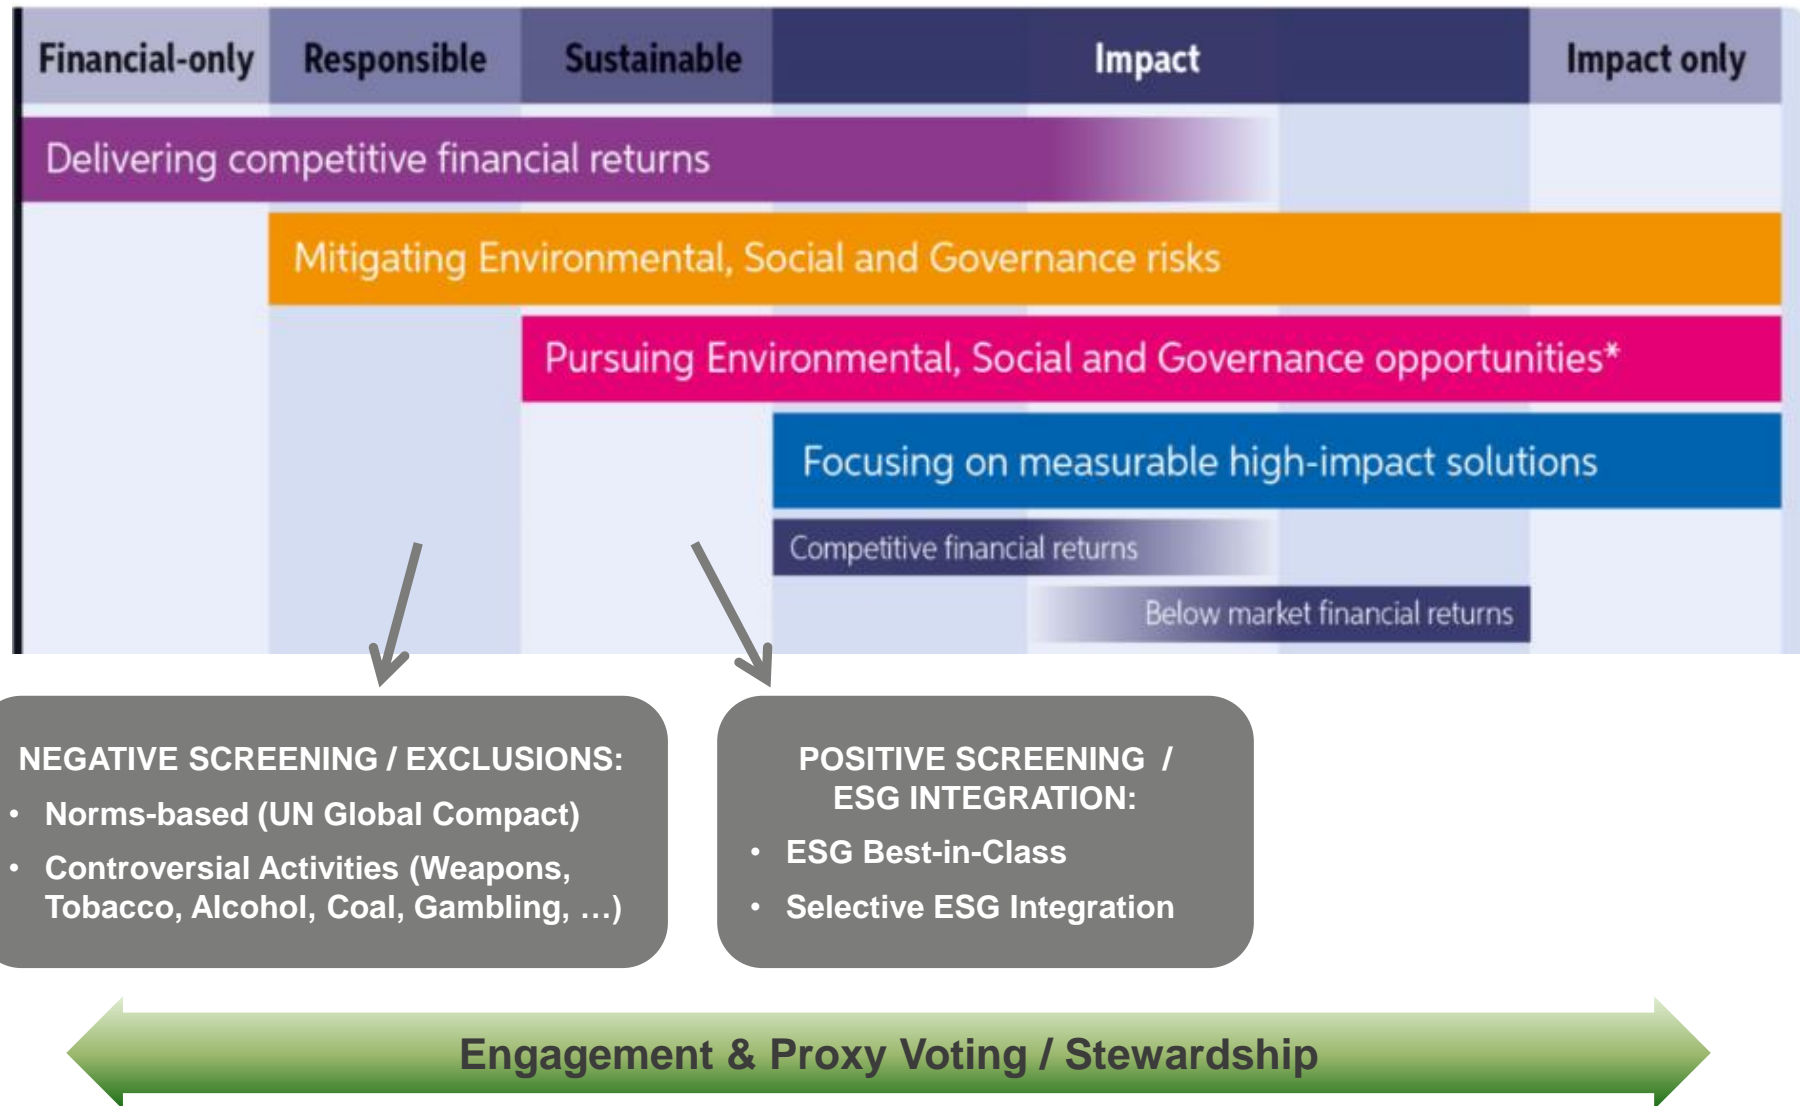 Financial-only Responsible Sustainable Impact Impact only
Delivering competitive financial returns
Mitigating Environmental, Social and Governance risks
Pursuing Environmental, Social and Governance opportunities*
Focusing on measurable high-impact solutions
Competitive financial returns
Below market financial returns
NEGATIVE SCREENING / EXCLUSIONS:
• Norms-based (UN Global Compact)
• Controversial Activities (Weapons,
Tobacco, Alcohol, Coal, Gambling, …)
POSITIVE SCREENING /
ESG INTEGRATION:
• ESG Best-in-Class
• Selective ESG Integration
Engagement & Proxy Voting / Stewardship